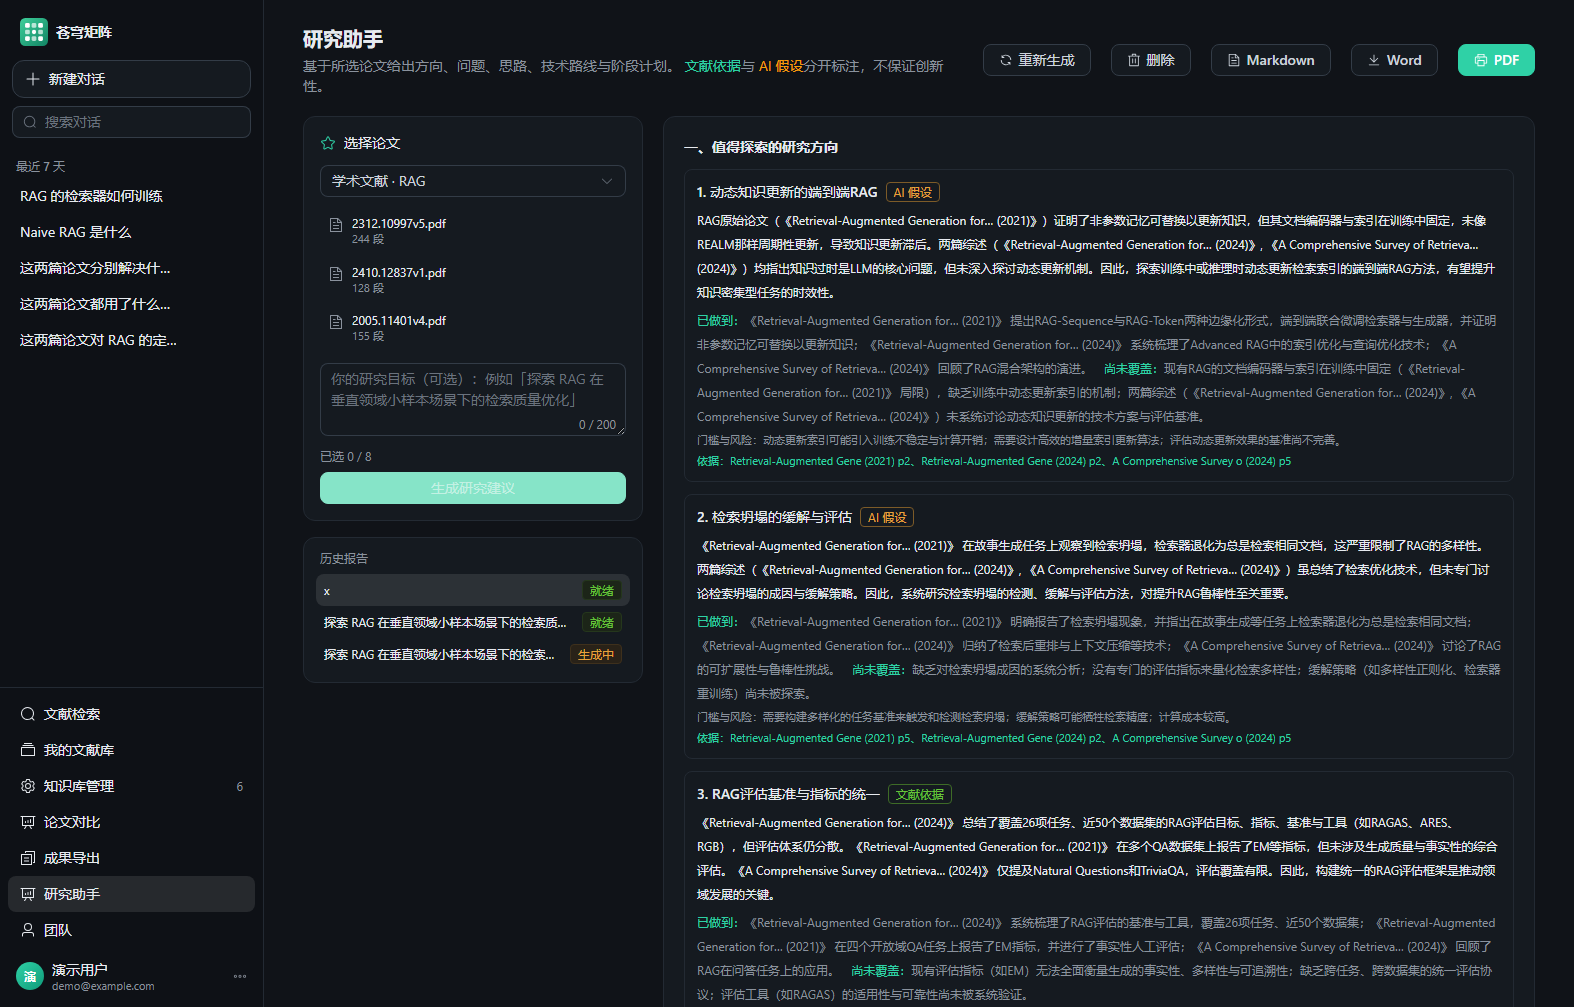 苍穹矩阵
新建对话
搜索对话
最近 7 天
RAG 的检索器如何训练
Naive RAG 是什么
这两篇论文分别解决什...
这两篇论文都用了什么...
这两篇论文对 RAG 的定...
文献检索
我的文献库
知识库管理 6
论文对比
成果导出
研究助手
团队
演 演示用户
demo@example.com
研究助手
基于所选论文给出方向、问题、思路、技术路线与阶段计划。 文献依据与 AI 假设分开标注，不保证创新
性。
重新生成
删除
Markdown
Word
PDF
选择论文
学术文献 · RAG
2312.10997v5.pdf
244 段
2410.12837v1.pdf
128 段
2005.11401v4.pdf
155 段
你的研究目标（可选）：例如「探索 RAG 在
垂直领域小样本场景下的检索质量优化」
0 / 200
已选 0 / 8
生成研究建议
历史报告
x 就绪
探索 RAG 在垂直领域小样本场景下的检索质... 就绪
探索 RAG 在垂直领域小样本场景下的检索... 生成中
一、值得探索的研究方向
1. 动态知识更新的端到端RAG AI 假设
RAG原始论文（《Retrieval-Augmented Generation for... (2021)》）证明了非参数记忆可替换以更新知识，但其文档编码器与索引在训练中固定，未像
REALM那样周期性更新，导致知识更新滞后。两篇综述（《Retrieval-Augmented Generation for... (2024)》, 《A Comprehensive Survey of Retrieva...
(2024)》）均指出知识过时是LLM的核心问题，但未深入探讨动态更新机制。因此，探索训练中或推理时动态更新检索索引的端到端RAG方法，有望提升
知识密集型任务的时效性。
已做到：《Retrieval-Augmented Generation for... (2021)》 提出RAG-Sequence与RAG-Token两种边缘化形式，端到端联合微调检索器与生成器，并证明
非参数记忆可替换以更新知识；《Retrieval-Augmented Generation for... (2024)》 系统梳理了Advanced RAG中的索引优化与查询优化技术；《A
Comprehensive Survey of Retrieva... (2024)》 回顾了RAG混合架构的演进。 尚未覆盖：现有RAG的文档编码器与索引在训练中固定（《Retrieval-
Augmented Generation for... (2021)》 局限），缺乏训练中动态更新索引的机制；两篇综述（《Retrieval-Augmented Generation for... (2024)》, 《A
Comprehensive Survey of Retrieva... (2024)》）未系统讨论动态知识更新的技术方案与评估基准。
门槛与风险：动态更新索引可能引入训练不稳定与计算开销；需要设计高效的增量索引更新算法；评估动态更新效果的基准尚不完善。
依据：Retrieval-Augmented Gene (2021) p2、Retrieval-Augmented Gene (2024) p2、A Comprehensive Survey o (2024) p5
2. 检索坍塌的缓解与评估 AI 假设
《Retrieval-Augmented Generation for... (2021)》 在故事生成任务上观察到检索坍塌，检索器退化为总是检索相同文档，这严重限制了RAG的多样性。
两篇综述（《Retrieval-Augmented Generation for... (2024)》, 《A Comprehensive Survey of Retrieva... (2024)》）虽总结了检索优化技术，但未专门讨
论检索坍塌的成因与缓解策略。因此，系统研究检索坍塌的检测、缓解与评估方法，对提升RAG鲁棒性至关重要。
已做到：《Retrieval-Augmented Generation for... (2021)》 明确报告了检索坍塌现象，并指出在故事生成等任务上检索器退化为总是检索相同文档；
《Retrieval-Augmented Generation for... (2024)》 归纳了检索后重排与上下文压缩等技术；《A Comprehensive Survey of Retrieva... (2024)》 讨论了RAG
的可扩展性与鲁棒性挑战。 尚未覆盖：缺乏对检索坍塌成因的系统分析；没有专门的评估指标来量化检索多样性；缓解策略（如多样性正则化、检索器
重训练）尚未被探索。
门槛与风险：需要构建多样化的任务基准来触发和检测检索坍塌；缓解策略可能牺牲检索精度；计算成本较高。
依据：Retrieval-Augmented Gene (2021) p5、Retrieval-Augmented Gene (2024) p2、A Comprehensive Survey o (2024) p5
3. RAG评估基准与指标的统一 文献依据
《Retrieval-Augmented Generation for... (2024)》 总结了覆盖26项任务、近50个数据集的RAG评估目标、指标、基准与工具（如RAGAS、ARES、
RGB），但评估体系仍分散。《Retrieval-Augmented Generation for... (2021)》 在多个QA数据集上报告了EM等指标，但未涉及生成质量与事实性的综合
评估。《A Comprehensive Survey of Retrieva... (2024)》 仅提及Natural Questions和TriviaQA，评估覆盖有限。因此，构建统一的RAG评估框架是推动领
域发展的关键。
已做到：《Retrieval-Augmented Generation for... (2024)》 系统梳理了RAG评估的基准与工具，覆盖26项任务、近50个数据集；《Retrieval-Augmented
Generation for... (2021)》 在四个开放域QA任务上报告了EM指标，并进行了事实性人工评估；《A Comprehensive Survey of Retrieva... (2024)》 回顾了
RAG在问答任务上的应用。 尚未覆盖：现有评估指标（如EM）无法全面衡量生成的事实性、多样性与可追溯性；缺乏跨任务、跨数据集的统一评估协
议；评估工具（如RAGAS）的适用性与可靠性尚未被系统验证。